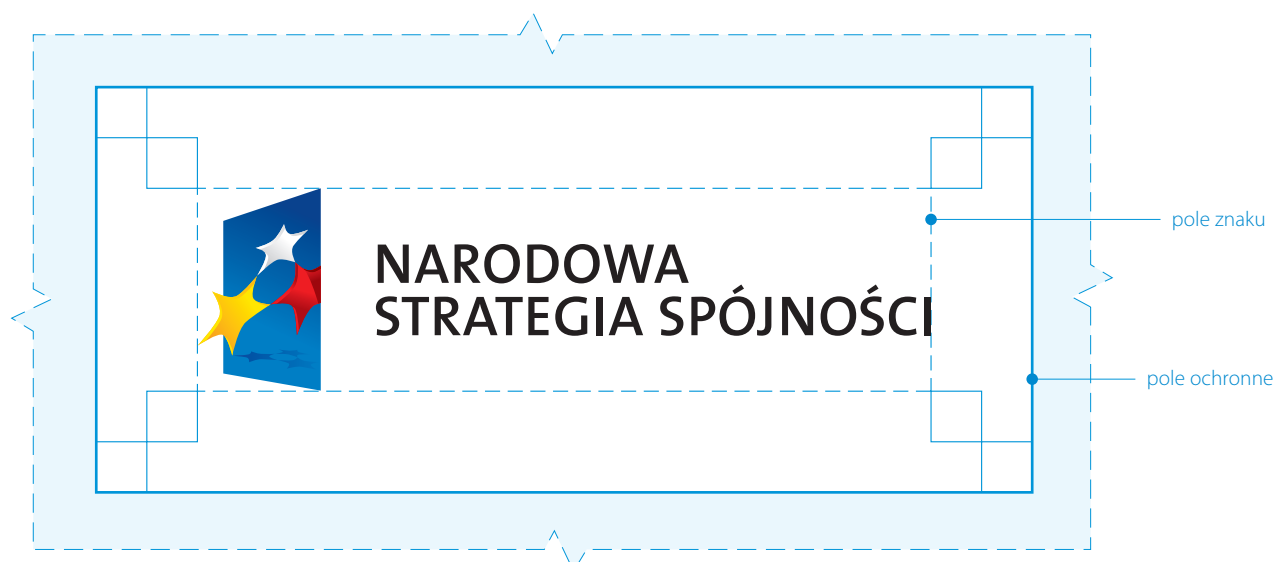 pole znaku
NARODOWA
STRATEGIA SPÓJNOŚCI
pole ochronne